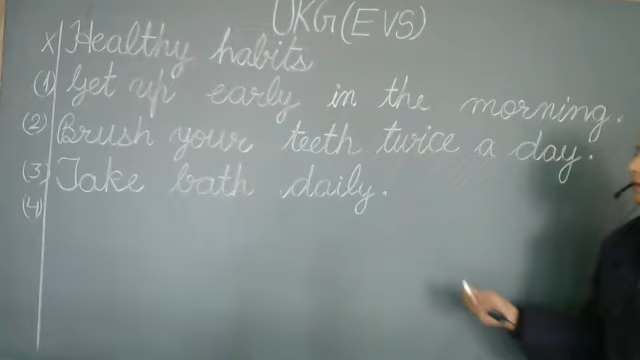 UKG (EVS)
X Healthy habits
(1) Get up early in the morning.
(2) Brush your teeth twice a day.
(3) Take bath daily.
(4)